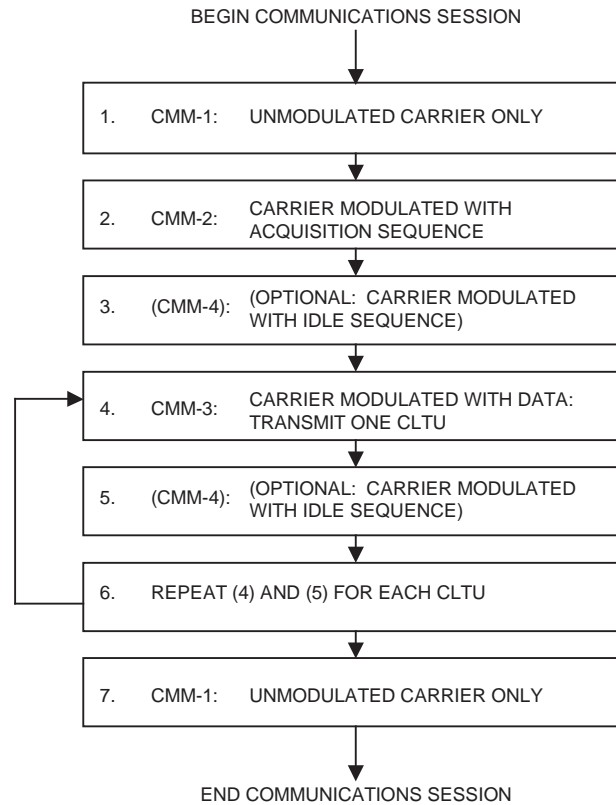 BEGIN COMMUNICATIONS SESSION
1. CMM-1: UNMODULATED CARRIER ONLY
2. CMM-2: CARRIER MODULATED WITH
ACQUISITION SEQUENCE
3. (CMM-4): (OPTIONAL: CARRIER MODULATED
WITH IDLE SEQUENCE)
4. CMM-3: CARRIER MODULATED WITH DATA:
TRANSMIT ONE CLTU
5. (CMM-4): (OPTIONAL: CARRIER MODULATED
WITH IDLE SEQUENCE)
6. REPEAT (4) AND (5) FOR EACH CLTU
7. CMM-1: UNMODULATED CARRIER ONLY
END COMMUNICATIONS SESSION